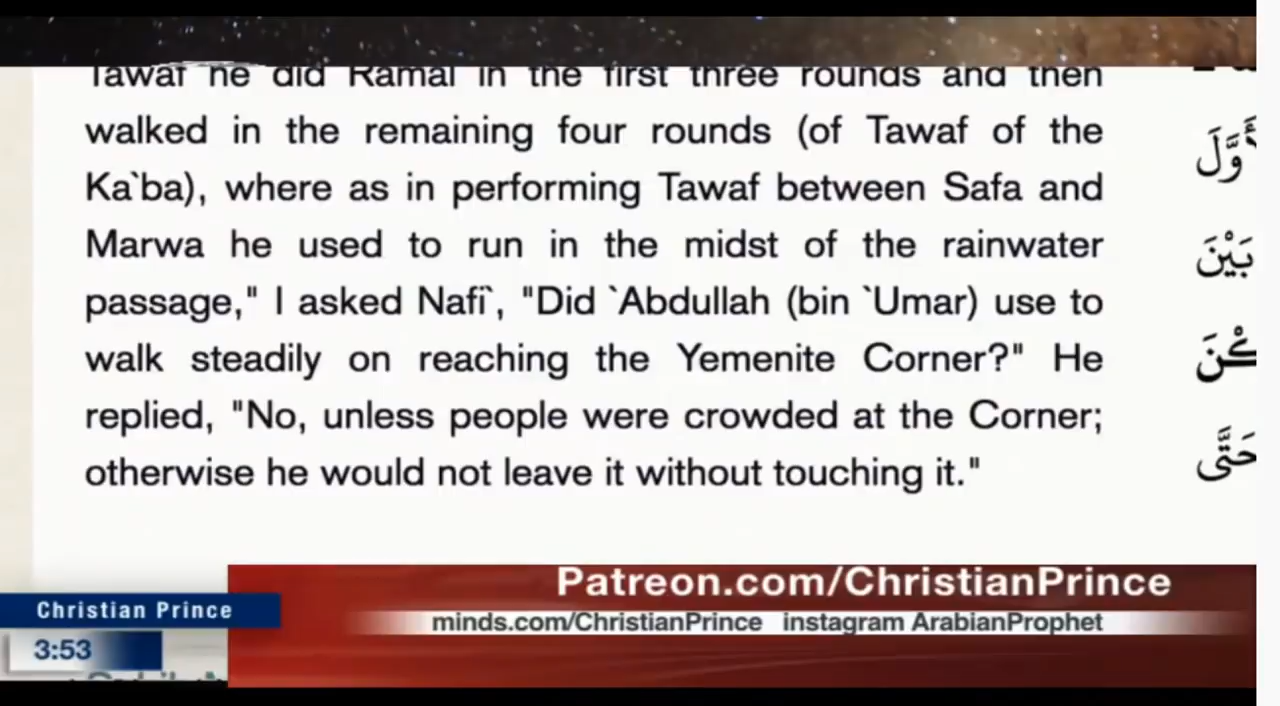 Tawaf he did Ramal in the first three rounds and then
walked in the remaining four rounds (of Tawaf of the
Ka`ba), where as in performing Tawaf between Safa and
Marwa he used to run in the midst of the rainwater
passage," I asked Nafi`, "Did `Abdullah (bin `Umar) use to
walk steadily on reaching the Yemenite Corner?" He
replied, "No, unless people were crowded at the Corner;
otherwise he would not leave it without touching it."
أَوَّلَ
بَيْنَ
حَتَّى
Patreon.com/ChristianPrince
Christian Prince
minds.com/ChristianPrince instagram ArabianProphet
3:53